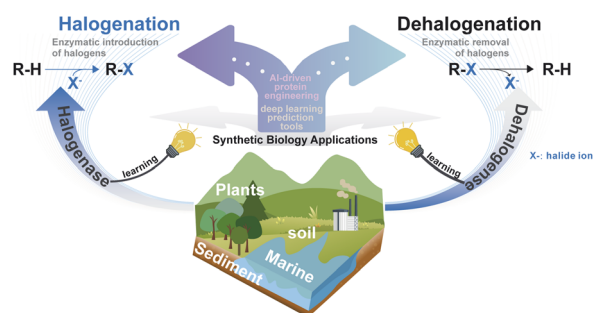 Halogenation
Enzymatic introduction
of halogens
R-H
R-X
X-
Halogenase
learning
AI-driven
protein
engineering
deep learning
prediction
tools
Synthetic Biology Applications
Dehalogenation
Enzymatic removal
of halogens
R-X
R-H
X-
Dehalogense
learning
X-: halide ion
Plants
soil
Sediment
Marine